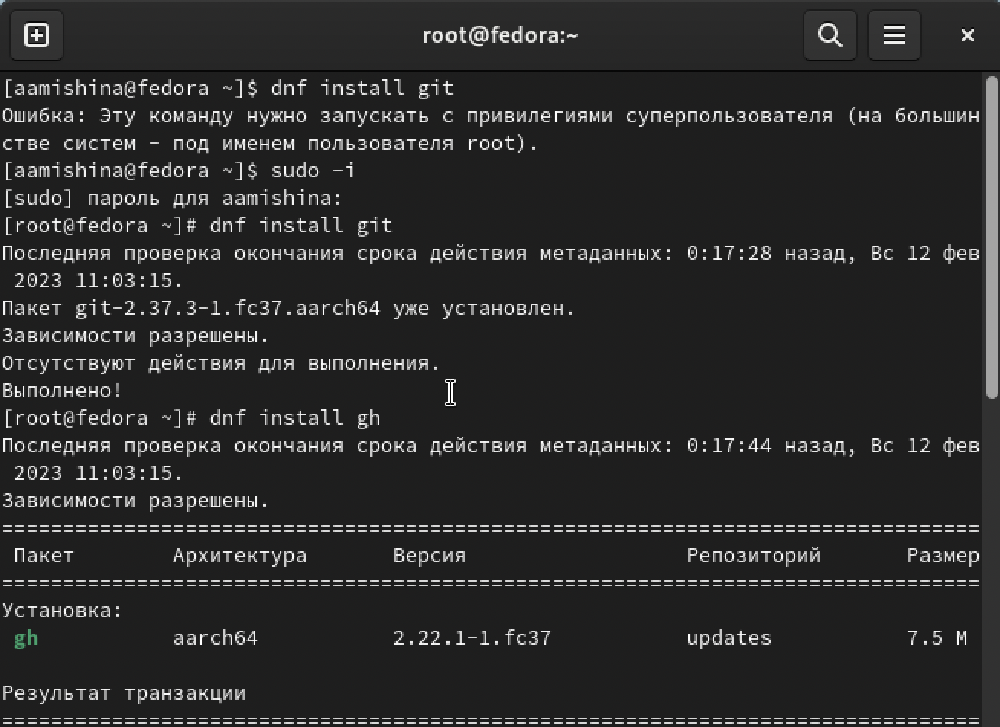 root@fedora:~
[aamishina@fedora ~]$ dnf install git
Ошибка: Эту команду нужно запускать с привилегиями суперпользователя (на большин
стве систем - под именем пользователя root).
[aamishina@fedora ~]$ sudo -i
[sudo] пароль для aamishina:
[root@fedora ~]# dnf install git
Последняя проверка окончания срока действия метаданных: 0:17:28 назад, Вс 12 фев
 2023 11:03:15.
Пакет git-2.37.3-1.fc37.aarch64 уже установлен.
Зависимости разрешены.
Отсутствуют действия для выполнения.
Выполнено!
[root@fedora ~]# dnf install gh
Последняя проверка окончания срока действия метаданных: 0:17:44 назад, Вс 12 фев
 2023 11:03:15.
Зависимости разрешены.
================================================================================
 Пакет        Архитектура       Версия                  Репозиторий       Размер
================================================================================
Установка:
 gh           aarch64           2.22.1-1.fc37           updates           7.5 M

Результат транзакции
================================================================================